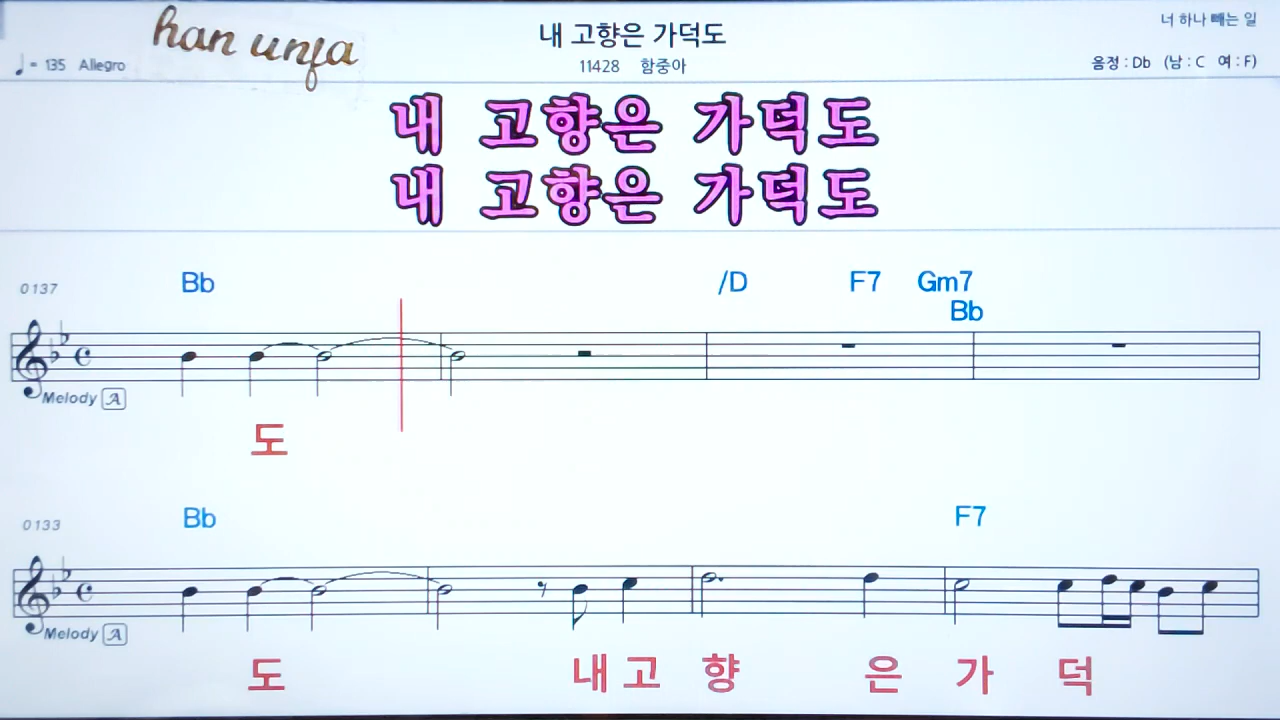 han unfa
내 고향은 가덕도
너 하나 빼는 일
♩= 135 Allegro
11428 함중아
음정 : Db (남 : C 여 : F)
내 고향은 가덕도
내 고향은 가덕도
0137
Bb /D F7 Gm7
Bb
Melody A
도
0133
Bb F7
Melody A
도 내 고 향 은 가 덕